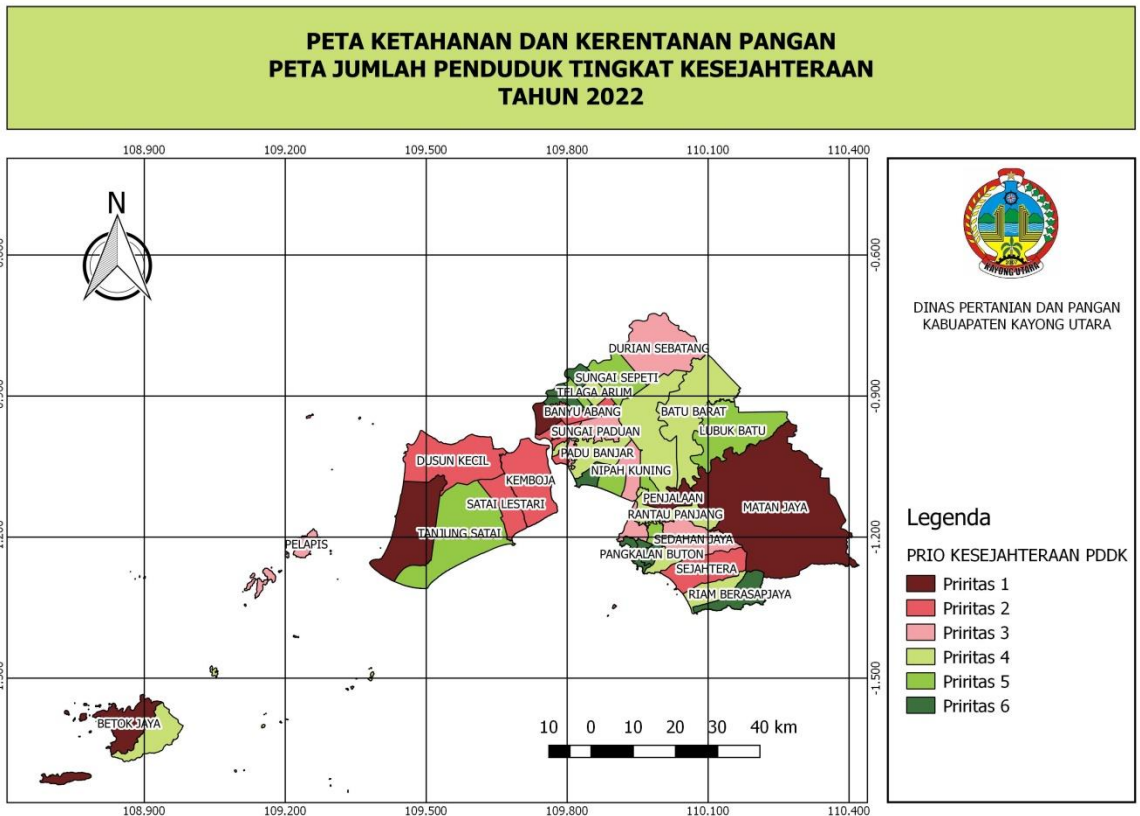 PETA KETAHANAN DAN KERENTANAN PANGAN
PETA JUMLAH PENDUDUK TINGKAT KESEJAHTERAAN
TAHUN 2022
108.900 109.200 109.500 109.800 110.100 110.400
N
-0.600
DURIAN SEBATANG
SUNGAI SEPETI
TELAGA ARUM
-0.900
BANYU ABANG BATU BARAT
SUNGAI PADUAN LUBUK BATU
PADU BANJAR
DUSUN KECIL NIPAH KUNING
KEMBOJA
SATAI LESTARI PENJALAAN MATAN JAYA
RANTAU PANJANG
TANJUNG SATAI
-1.200
PELAPIS SEDAHAN JAYA
PANGKALAN BUTON
SEJAHTERA
RIAM BERASAPJAYA
-1.500
BETOK JAYA
10 0 10 20 30 40 km
108.900 109.200 109.500 109.800 110.100 110.400
KAYONG UTARA
DINAS PERTANIAN DAN PANGAN
KABUAPATEN KAYONG UTARA
Legenda
PRIO KESEJAHTERAAN PDDK
Priritas 1
Priritas 2
Priritas 3
Priritas 4
Priritas 5
Priritas 6